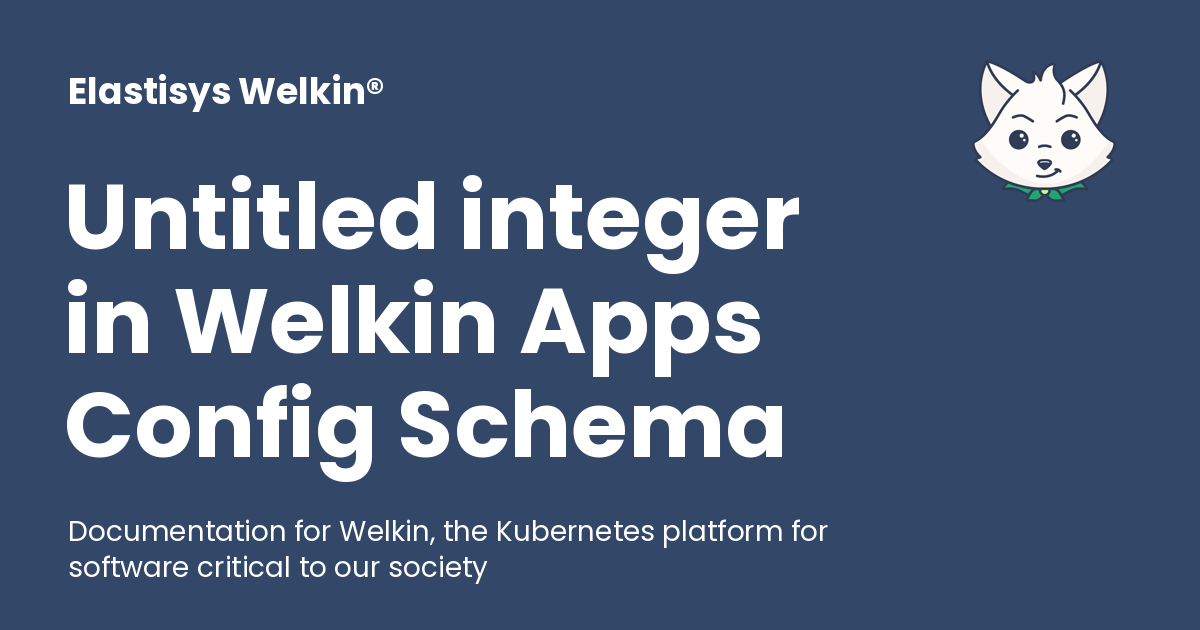 Elastisys Welkin®
Untitled integer
in Welkin Apps
Config Schema
Documentation for Welkin, the Kubernetes platform for
software critical to our society